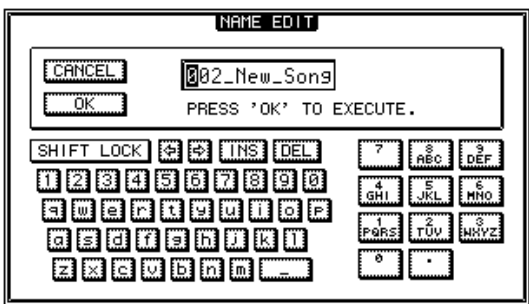 NAME EDIT
CANCEL
002_New_Song
OK
PRESS 'OK' TO EXECUTE.
SHIFT LOCK INS DEL
1 2 3 4 5 6 7 8 9 0
q w e r t y u i o p
a s d f g h j k l
z x c v b n m _
7 8 ABC 9 DEF
4 GHI 5 JKL 6 MNO
1 PQRS 2 TUV 3 WXYZ
0 .